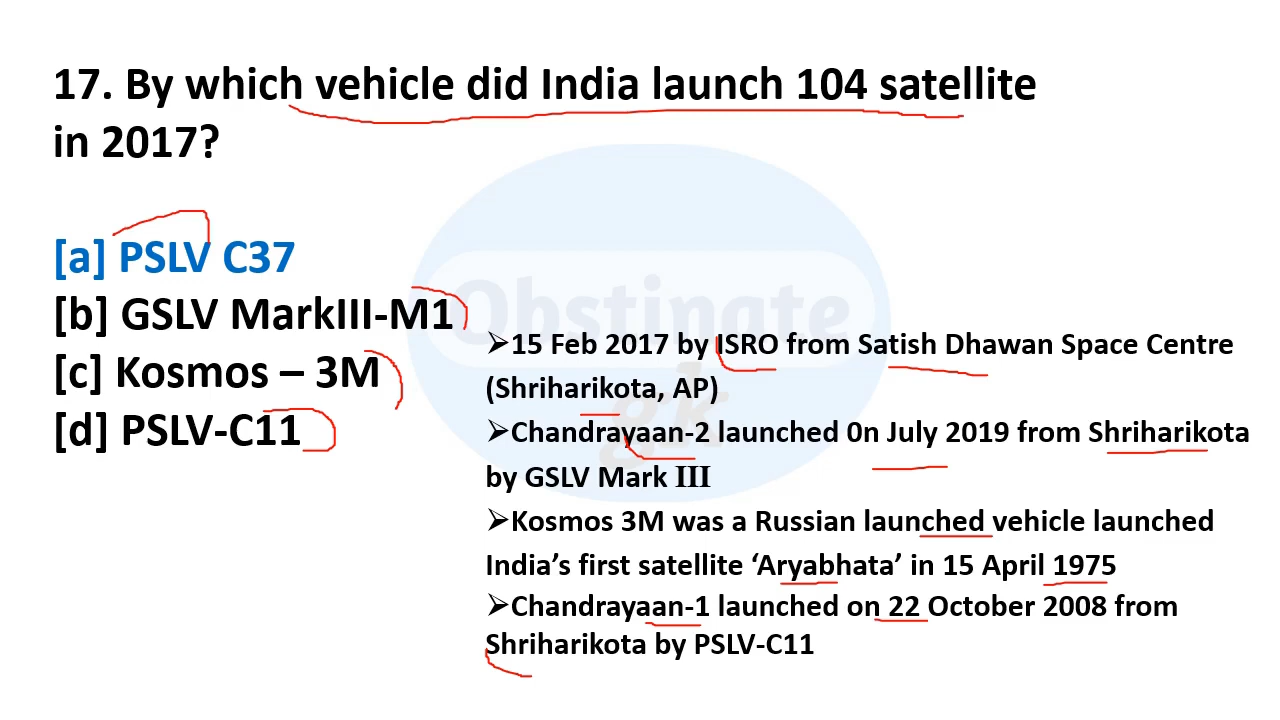 17. By which vehicle did India launch 104 satellite
in 2017?
[a] PSLV C37
[b] GSLV MarkIII-M1
[c] Kosmos – 3M
[d] PSLV-C11
Obstinate
gk
➢15 Feb 2017 by ISRO from Satish Dhawan Space Centre
(Shriharikota, AP)
➢Chandrayaan-2 launched 0n July 2019 from Shriharikota
by GSLV Mark III
➢Kosmos 3M was a Russian launched vehicle launched
India’s first satellite ‘Aryabhata’ in 15 April 1975
➢Chandrayaan-1 launched on 22 October 2008 from
Shriharikota by PSLV-C11